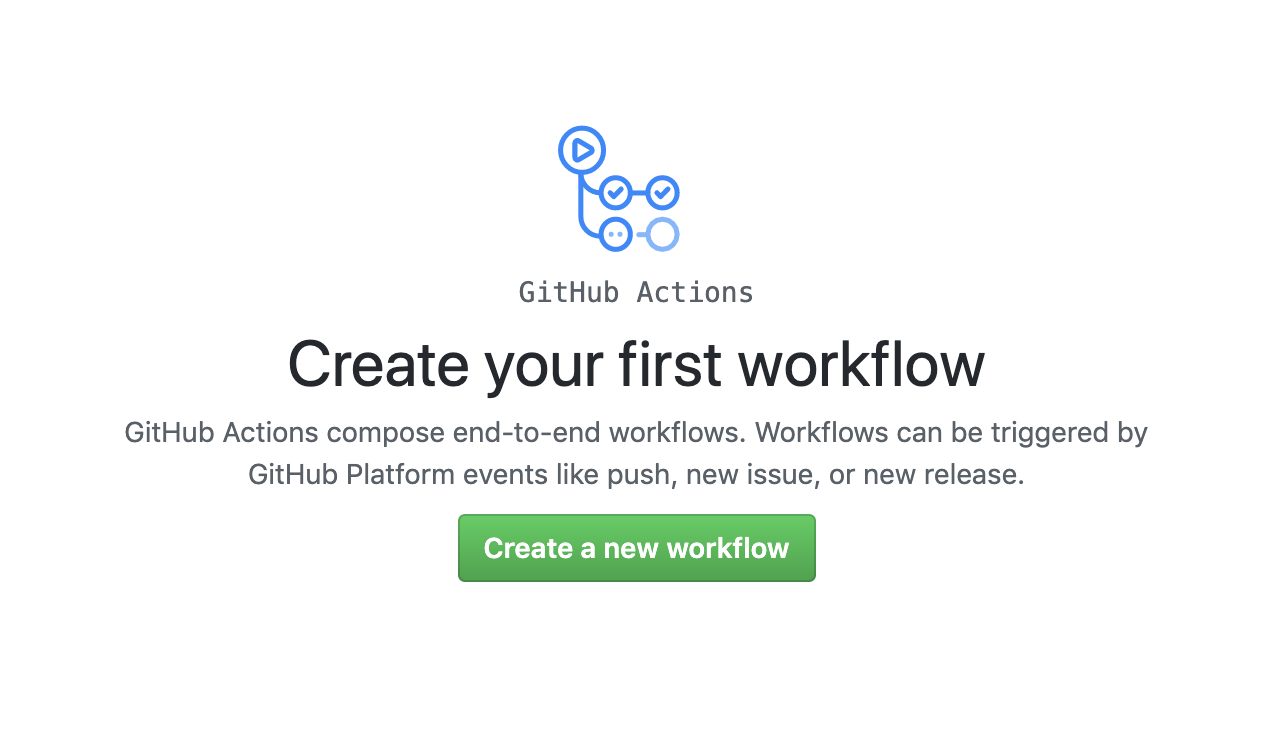 GitHub Actions
Create your first workflow
GitHub Actions compose end-to-end workflows. Workflows can be triggered by
GitHub Platform events like push, new issue, or new release.
Create a new workflow